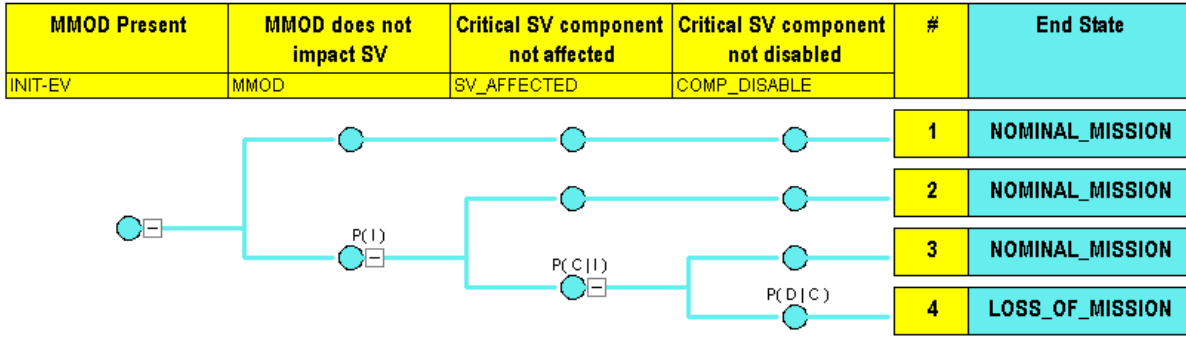 MMOD Present
MMOD does not
impact SV
Critical SV component
not affected
Critical SV component
not disabled
#
End State
INIT-EV
MMOD
SV_AFFECTED
COMP_DISABLE
1
NOMINAL_MISSION
2
NOMINAL_MISSION
P(I)
3
NOMINAL_MISSION
P(C|I)
P(D|C)
4
LOSS_OF_MISSION